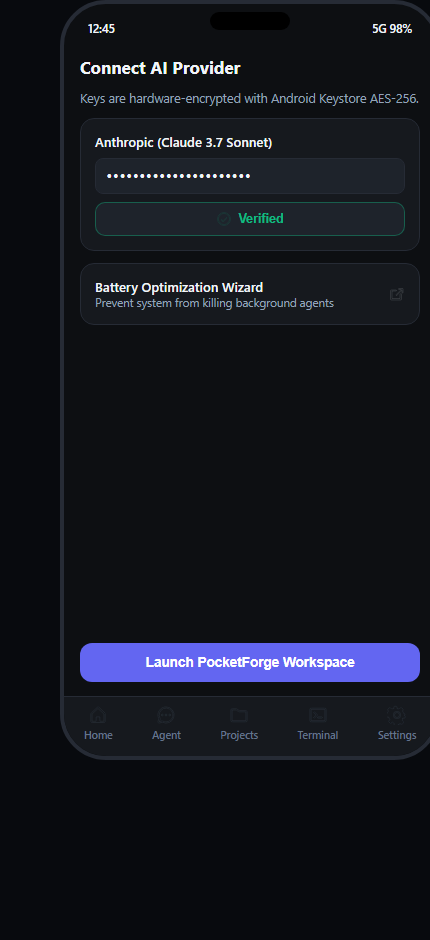 12:45
5G 98%
Connect AI Provider
Keys are hardware-encrypted with Android Keystore AES-256.
Anthropic (Claude 3.7 Sonnet)
••••••••••••••••••••••
Verified
Battery Optimization Wizard
Prevent system from killing background agents
Launch PocketForge Workspace
Home
Agent
Projects
Terminal
Settings